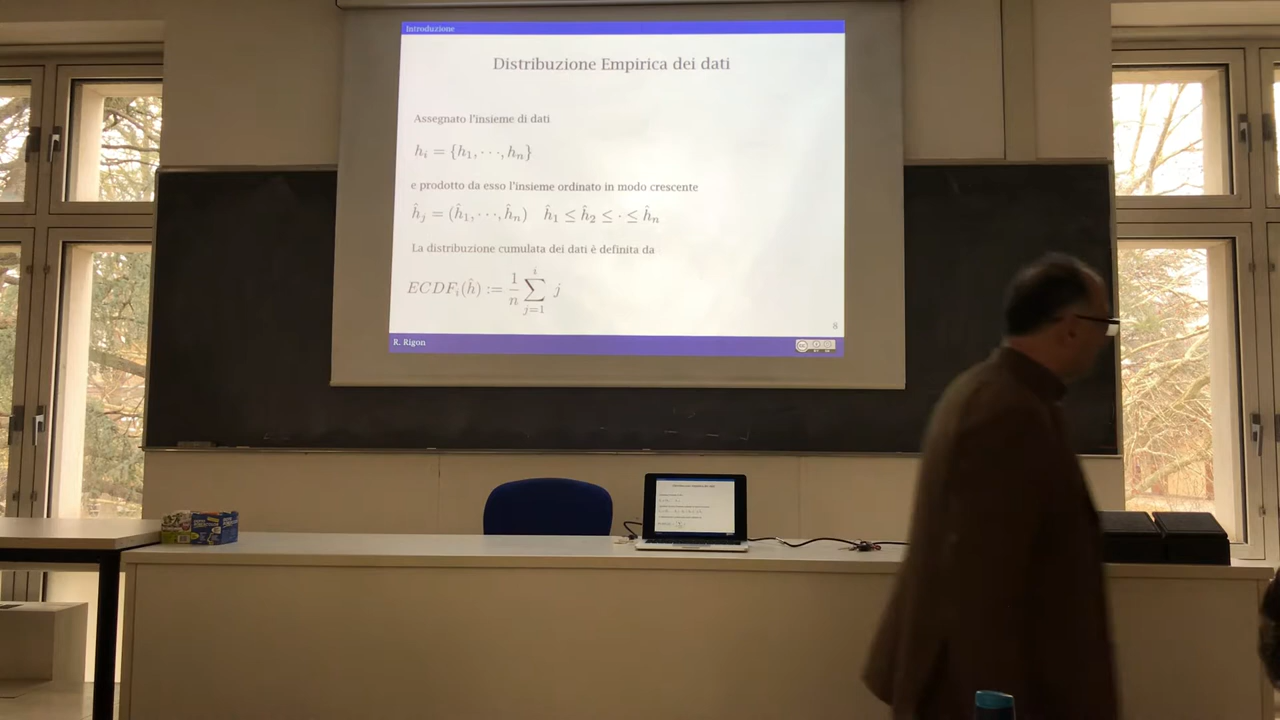 Introduzione
Distribuzione Empirica dei dati
Assegnato l'insieme di dati
h_i = {h_1, · · · , h_n}
e prodotto da esso l'insieme ordinato in modo crescente
ĥ_j = (ĥ_1, · · · , ĥ_n) ĥ_1 ≤ ĥ_2 ≤ · ≤ ĥ_n
La distribuzione cumulata dei dati è definita da
ECDF_i(ĥ) := \frac{1}{n} \sum_{j=1}^{i} j
8
R. Rigon